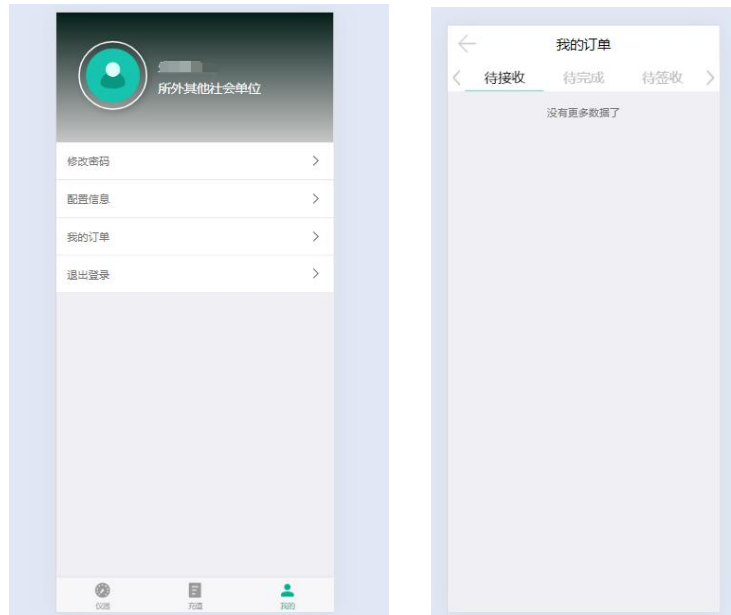 所外其他社会单位
修改密码
配置信息
我的订单
退出登录
仪器
充值
我的
我的订单
待接收 待完成 待签收
没有更多数据了